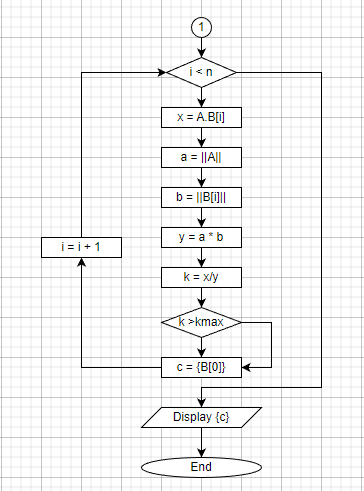 1
i < n
x = A.B[i]
a = ||A||
b = ||B[i]||
y = a * b
i = i + 1
k = x/y
k >kmax
c = {B[0]}
Display {c}
End